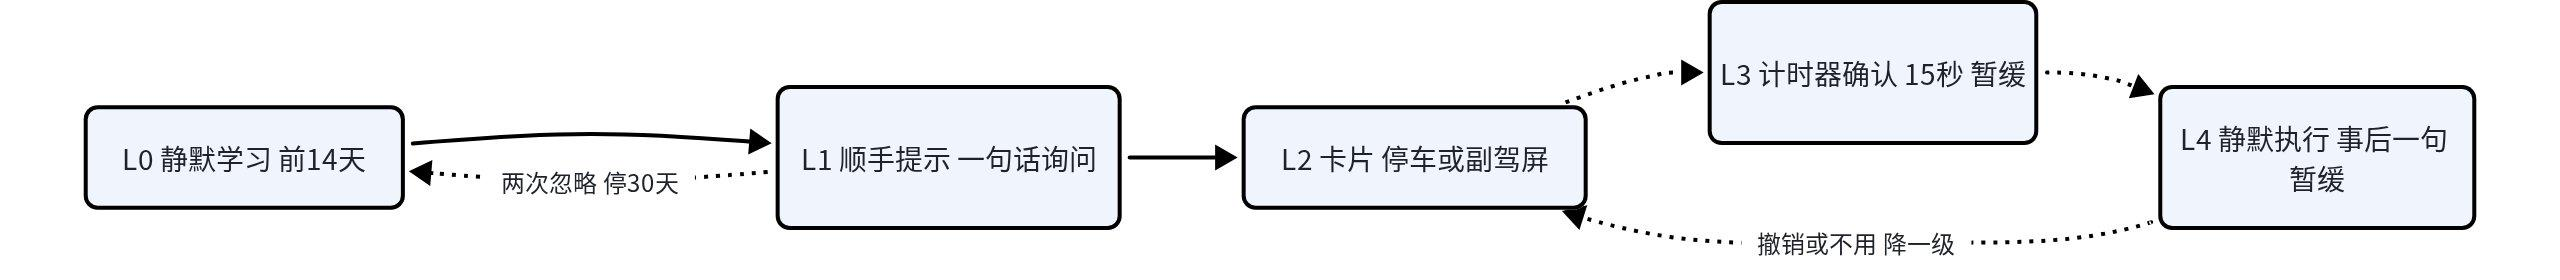 L0 静默学习 前14天
两次忽略 停30天
L1 顺手提示 一句话询问
L2 卡片 停车或副驾屏
L3 计时器确认 15秒 暂缓
L4 静默执行 事后一句
暂缓
撤销或不用 降一级